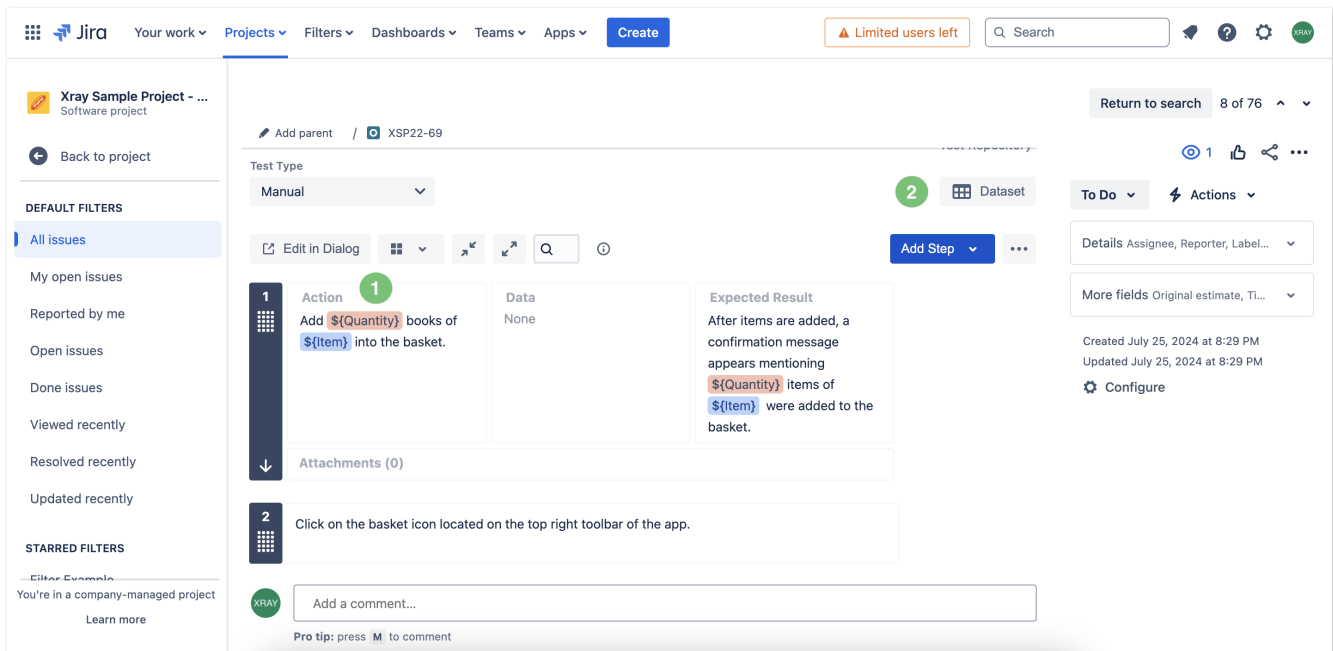 Jira
Your work
Projects
Filters
Dashboards
Teams
Apps
Create
Limited users left
Search
XRAY
Xray Sample Project - ...
Software project
Back to project
DEFAULT FILTERS
All issues
My open issues
Reported by me
Open issues
Done issues
Viewed recently
Resolved recently
Updated recently
STARRED FILTERS
Filter Example
You're in a company-managed project
Learn more
Return to search
8 of 76
Add parent / XSP22-69
Test Repository
1
Test Type
Manual
2
Dataset
Edit in Dialog
Add Step
1
1
Action
Add ${Quantity} books of
${Item} into the basket.
Data
None
Expected Result
After items are added, a
confirmation message
appears mentioning
${Quantity} items of
${Item} were added to the
basket.
Attachments (0)
2
Click on the basket icon located on the top right toolbar of the app.
XRAY
Add a comment...
Pro tip: press M to comment
To Do
Actions
Details Assignee, Reporter, Label...
More fields Original estimate, Ti...
Created July 25, 2024 at 8:29 PM
Updated July 25, 2024 at 8:29 PM
Configure